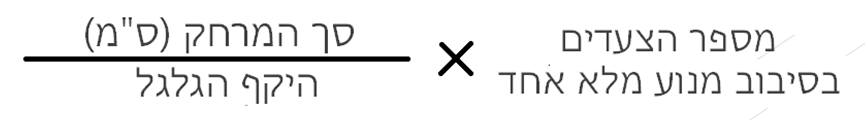 סך המרחק (ס"מ)
היקף הגלגל
×
מספר הצעדים
בסיבוב מנוע מלא אחד